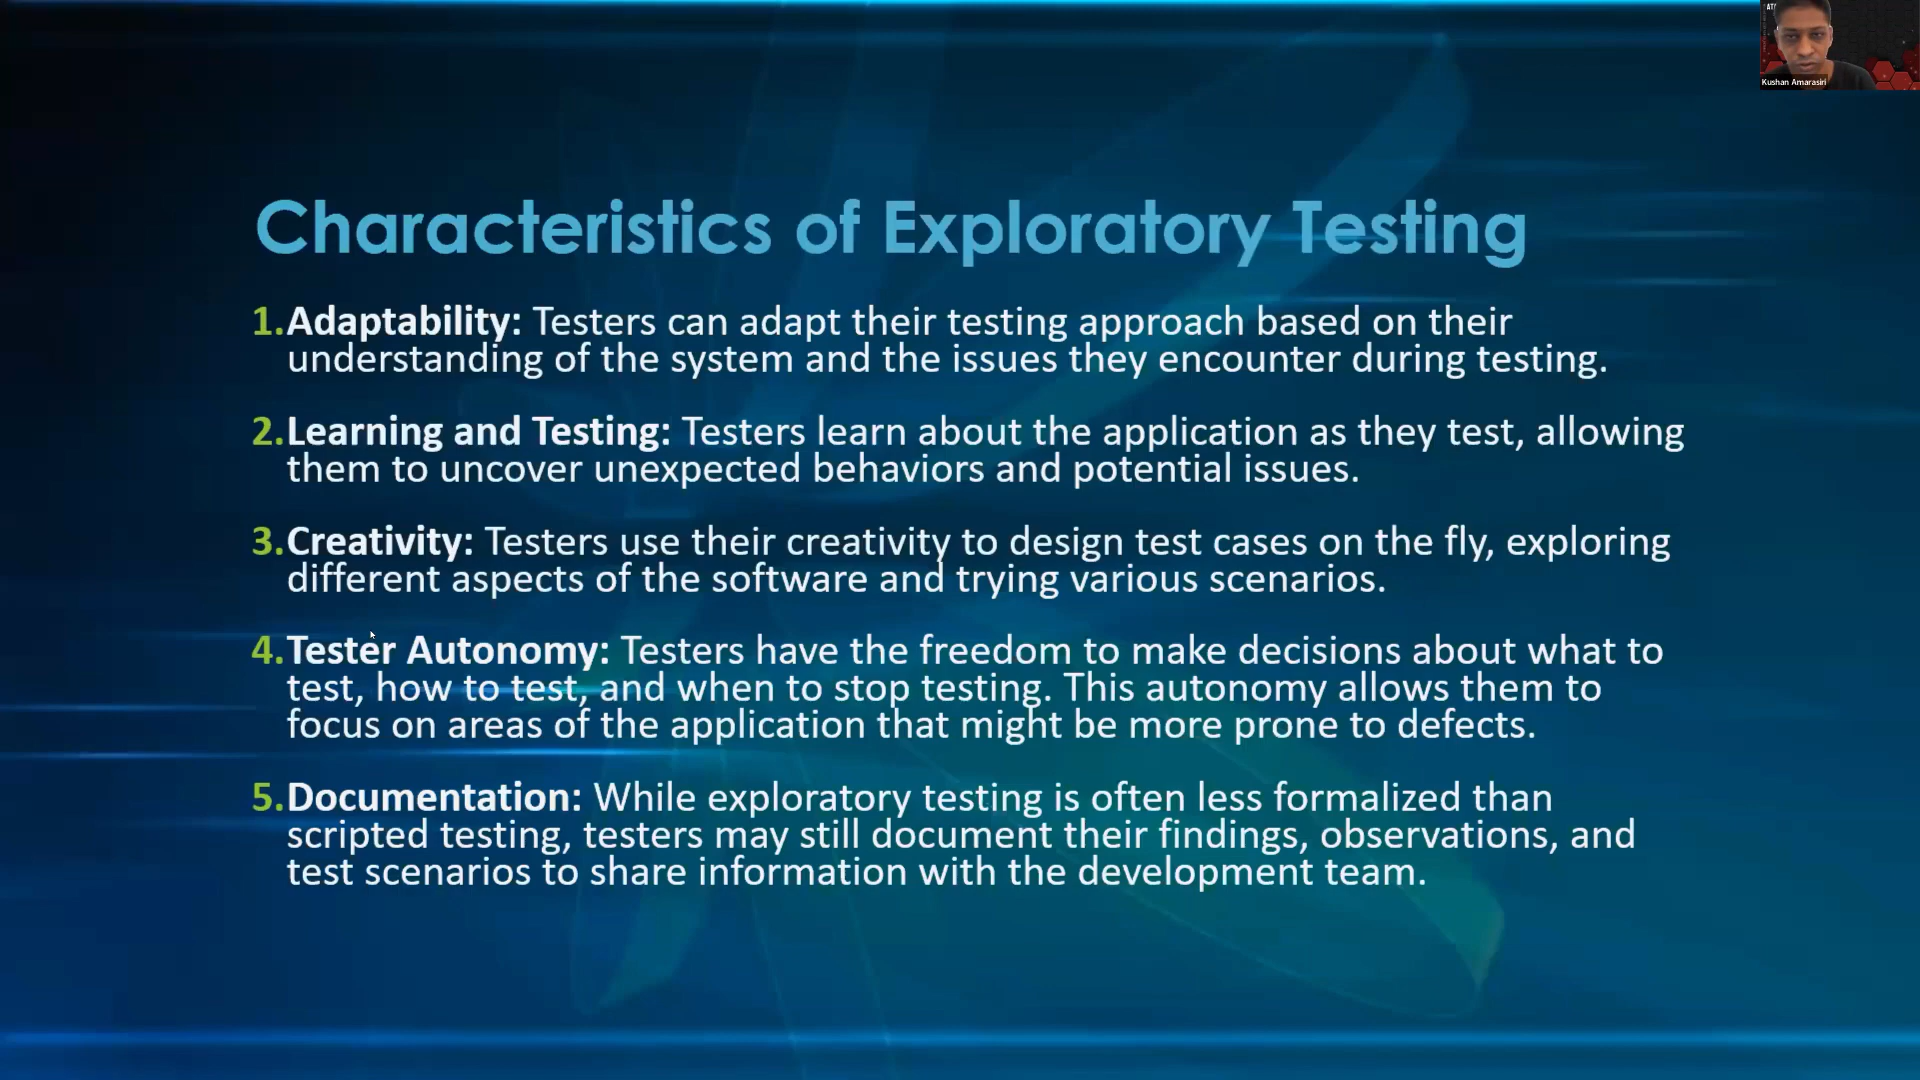 Kushan Amarasiri
Characteristics of Exploratory Testing
1.Adaptability: Testers can adapt their testing approach based on their
understanding of the system and the issues they encounter during testing.
2.Learning and Testing: Testers learn about the application as they test, allowing
them to uncover unexpected behaviors and potential issues.
3.Creativity: Testers use their creativity to design test cases on the fly, exploring
different aspects of the software and trying various scenarios.
4.Tester Autonomy: Testers have the freedom to make decisions about what to
test, how to test, and when to stop testing. This autonomy allows them to
focus on areas of the application that might be more prone to defects.
5.Documentation: While exploratory testing is often less formalized than
scripted testing, testers may still document their findings, observations, and
test scenarios to share information with the development team.